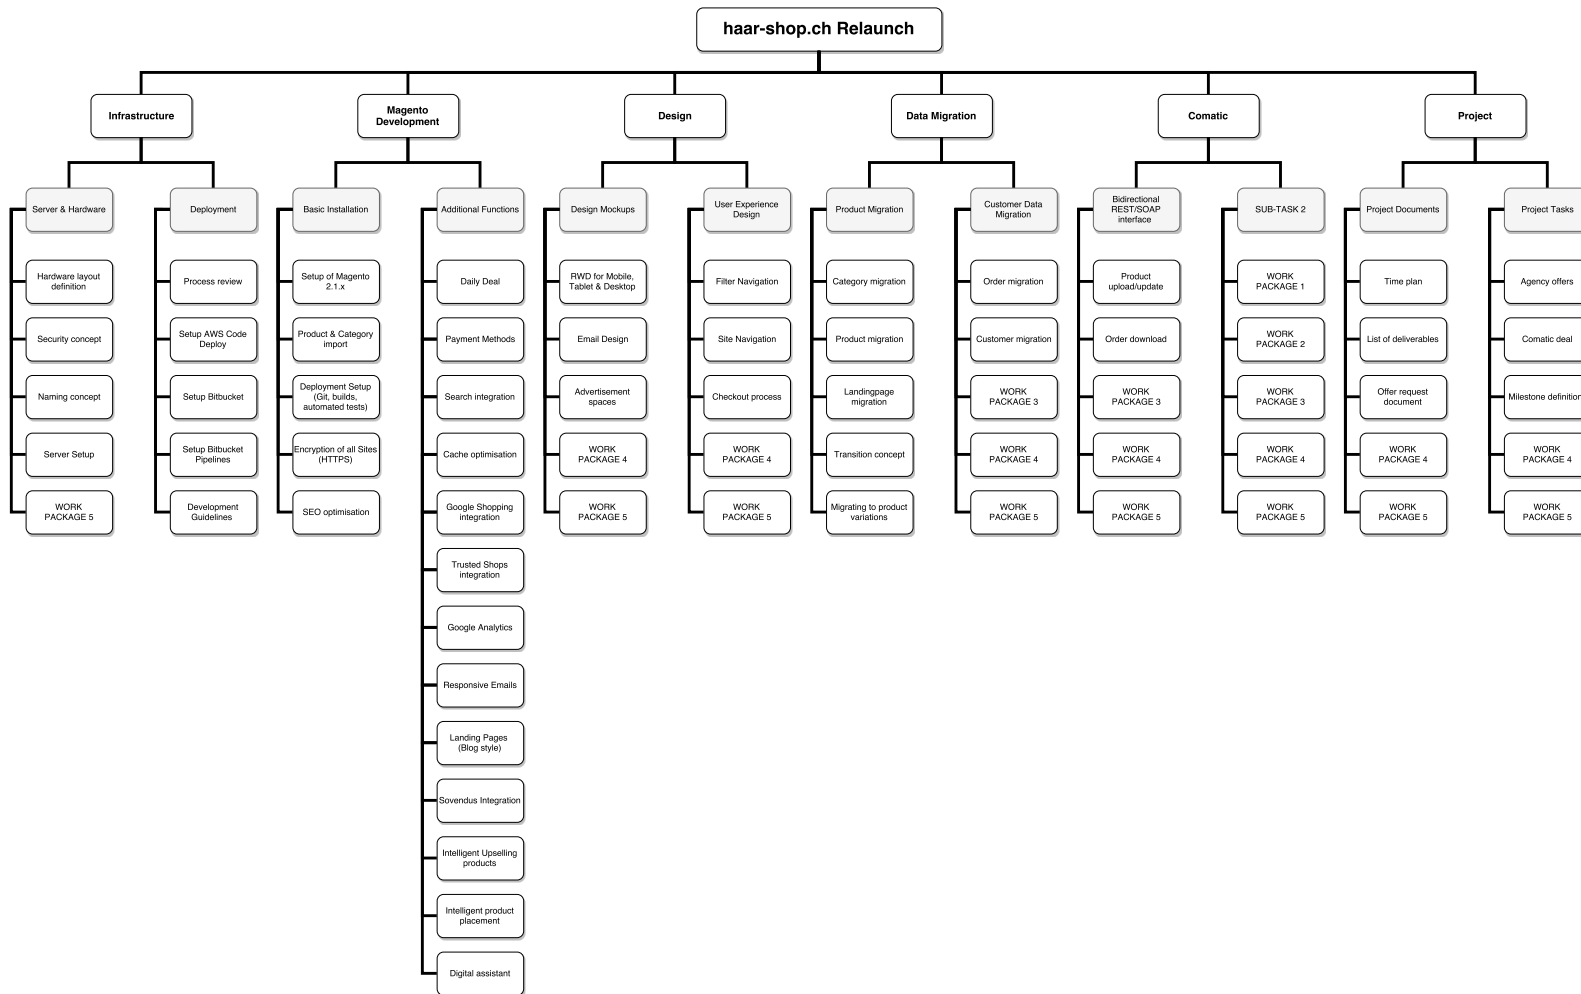 haar-shop.ch Relaunch
Infrastructure
Magento
Development
Design
Data Migration
Comatic
Project
Server & Hardware
Deployment
Basic Installation
Additional Functions
Design Mockups
User Experience
Design
Product Migration
Customer Data
Migration
Bidirectional
REST/SOAP
interface
SUB-TASK 2
Project Documents
Project Tasks
Hardware layout
definition
Process review
Setup of Magento
2.1.x
Daily Deal
RWD for Mobile,
Tablet & Desktop
Filter Navigation
Category migration
Order migration
Product
upload/update
WORK
PACKAGE 1
Time plan
Agency offers
Security concept
Setup AWS Code
Deploy
Product & Category
import
Payment Methods
Email Design
Site Navigation
Product migration
Customer migration
Order download
WORK
PACKAGE 2
List of deliverables
Comatic deal
Naming concept
Setup Bitbucket
Deployment Setup
(Git, builds,
automated tests)
Search integration
Advertisement
spaces
Checkout process
Landingpage
migration
WORK
PACKAGE 3
WORK
PACKAGE 3
WORK
PACKAGE 3
Offer request
document
Milestone definition
Server Setup
Setup Bitbucket
Pipelines
Encryption of all Sites
(HTTPS)
Cache optimisation
WORK
PACKAGE 4
WORK
PACKAGE 4
Transition concept
WORK
PACKAGE 4
WORK
PACKAGE 4
WORK
PACKAGE 4
WORK
PACKAGE 4
WORK
PACKAGE 4
WORK
PACKAGE 5
Development
Guidelines
SEO optimisation
Google Shopping
integration
WORK
PACKAGE 5
WORK
PACKAGE 5
Migrating to product
variations
WORK
PACKAGE 5
WORK
PACKAGE 5
WORK
PACKAGE 5
WORK
PACKAGE 5
WORK
PACKAGE 5
Trusted Shops
integration
Google Analytics
Responsive Emails
Landing Pages
(Blog style)
Sovendus Integration
Intelligent Upselling
products
Intelligent product
placement
Digital assistant